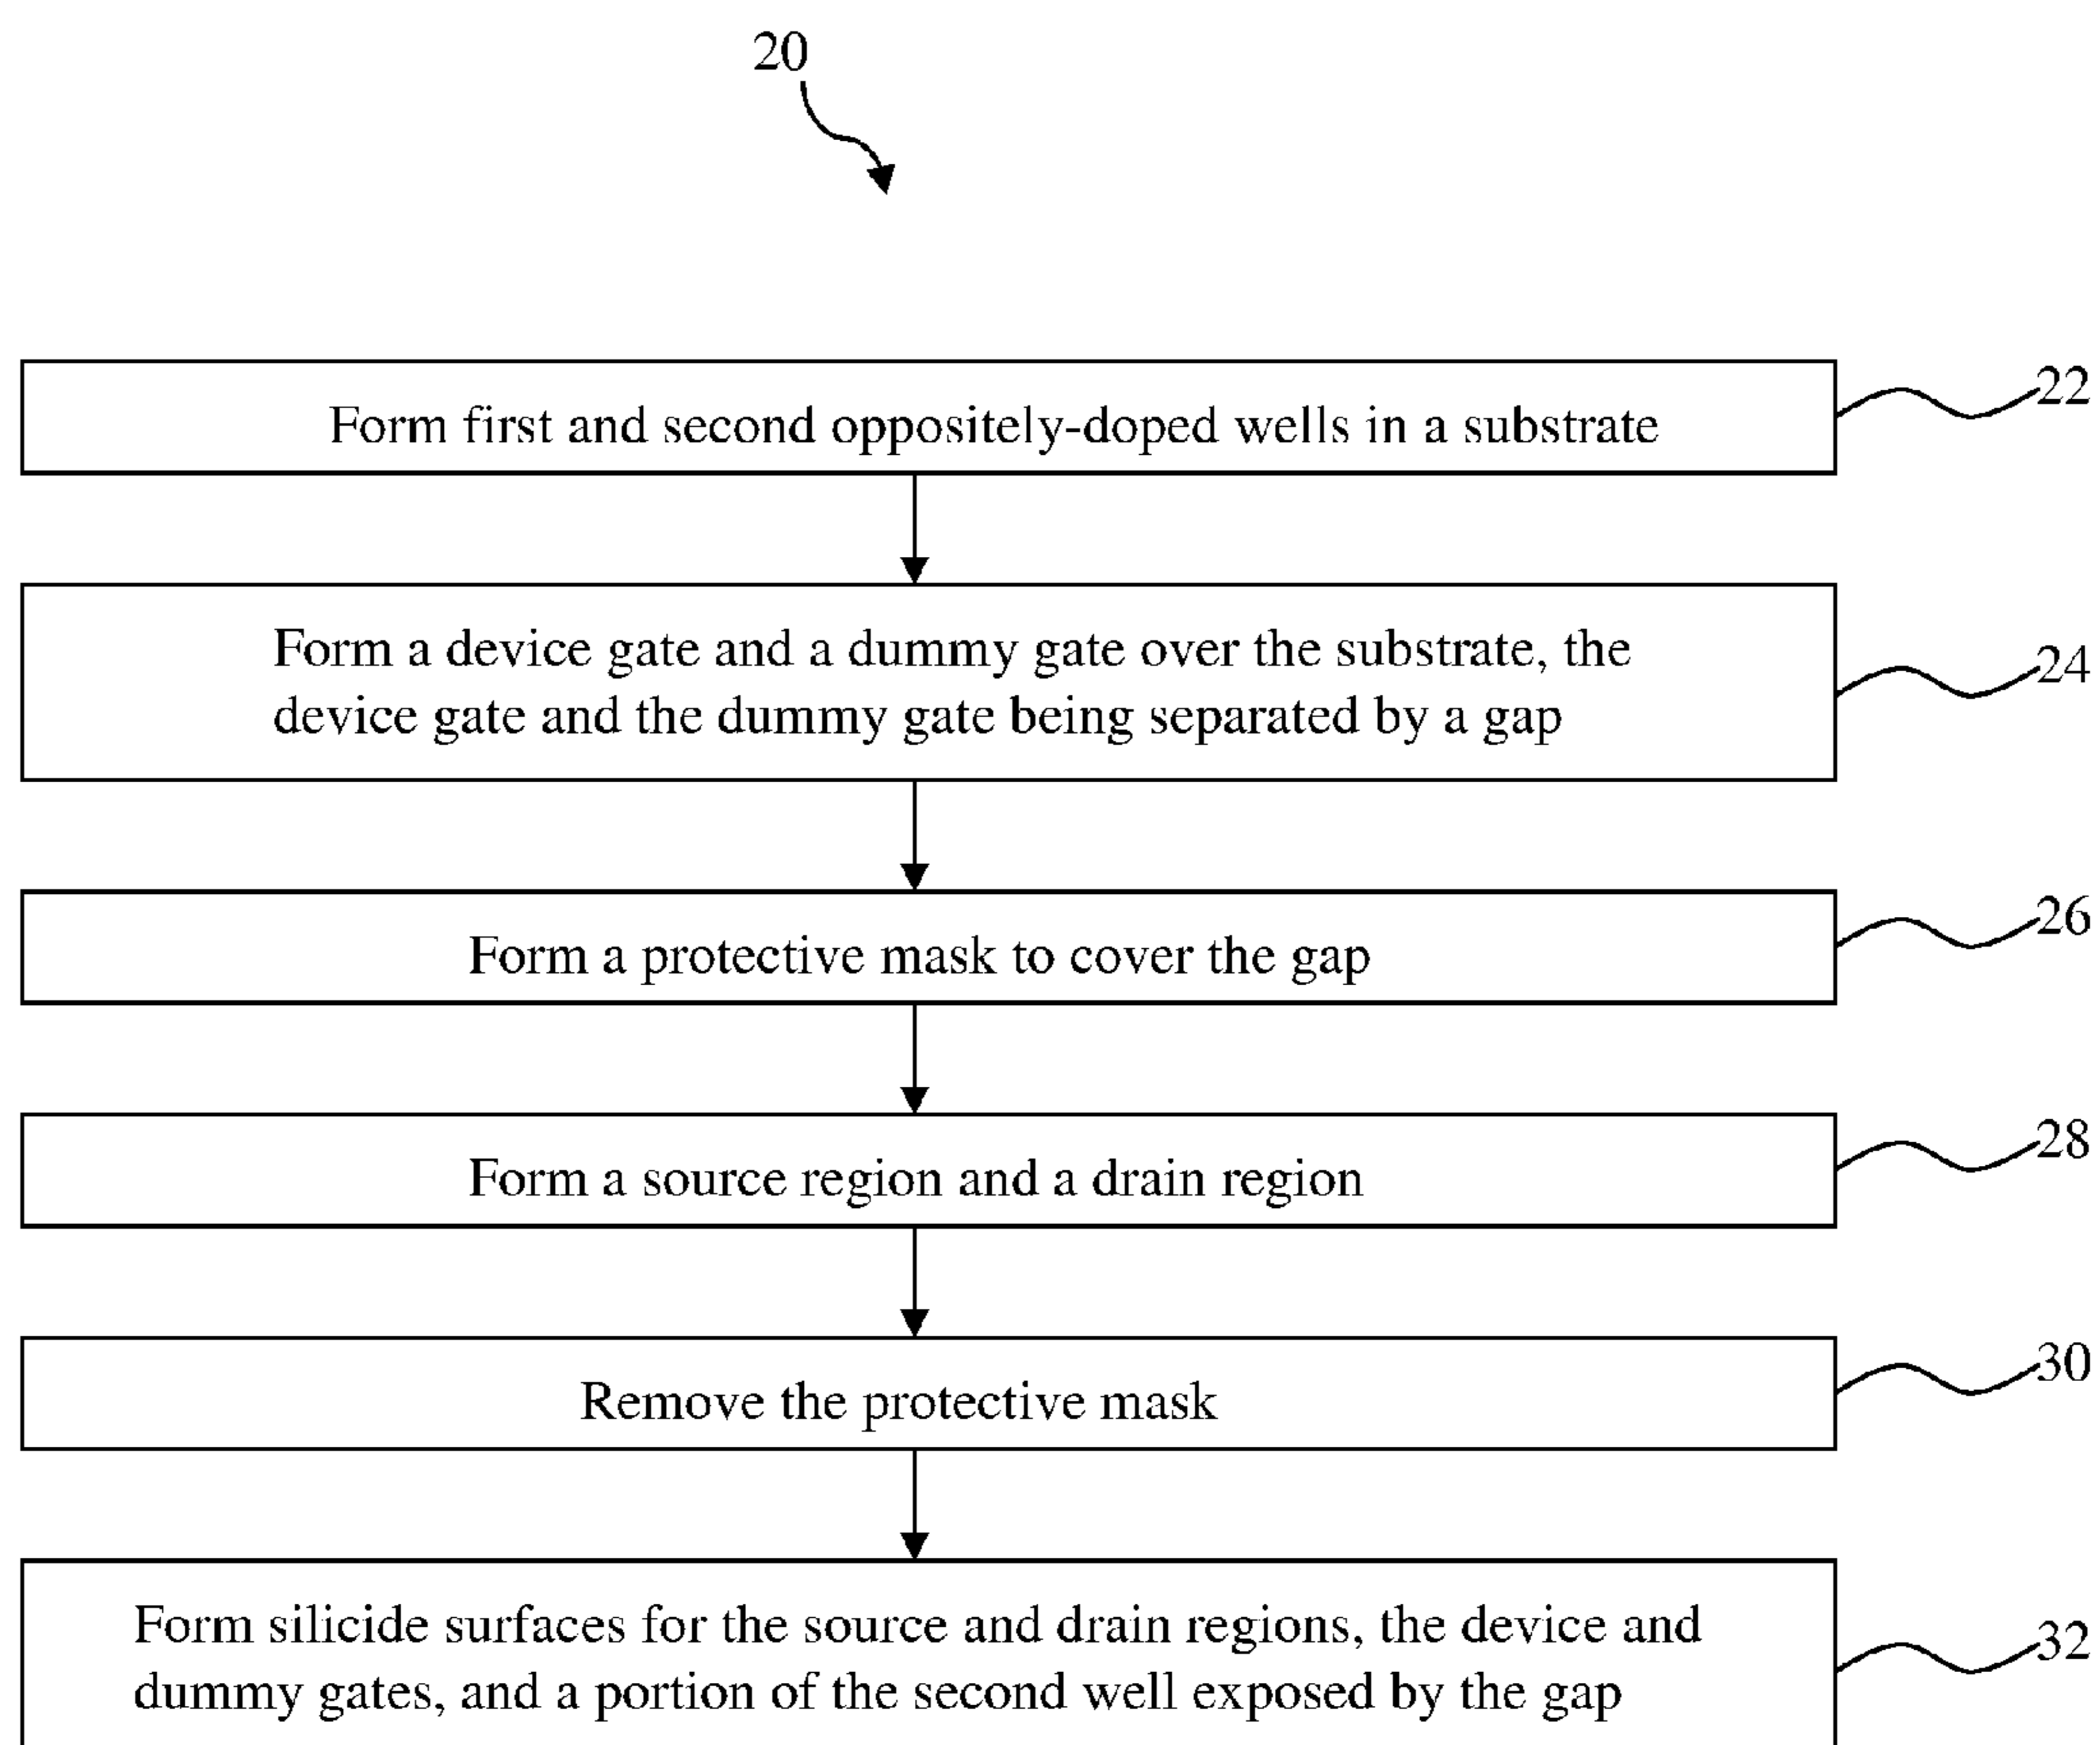 20
Form first and second oppositely-doped wells in a substrate
22
Form a device gate and a dummy gate over the substrate, the
device gate and the dummy gate being separated by a gap
24
Form a protective mask to cover the gap
26
Form a source region and a drain region
28
Remove the protective mask
30
Form silicide surfaces for the source and drain regions, the device and
dummy gates, and a portion of the second well exposed by the gap
32